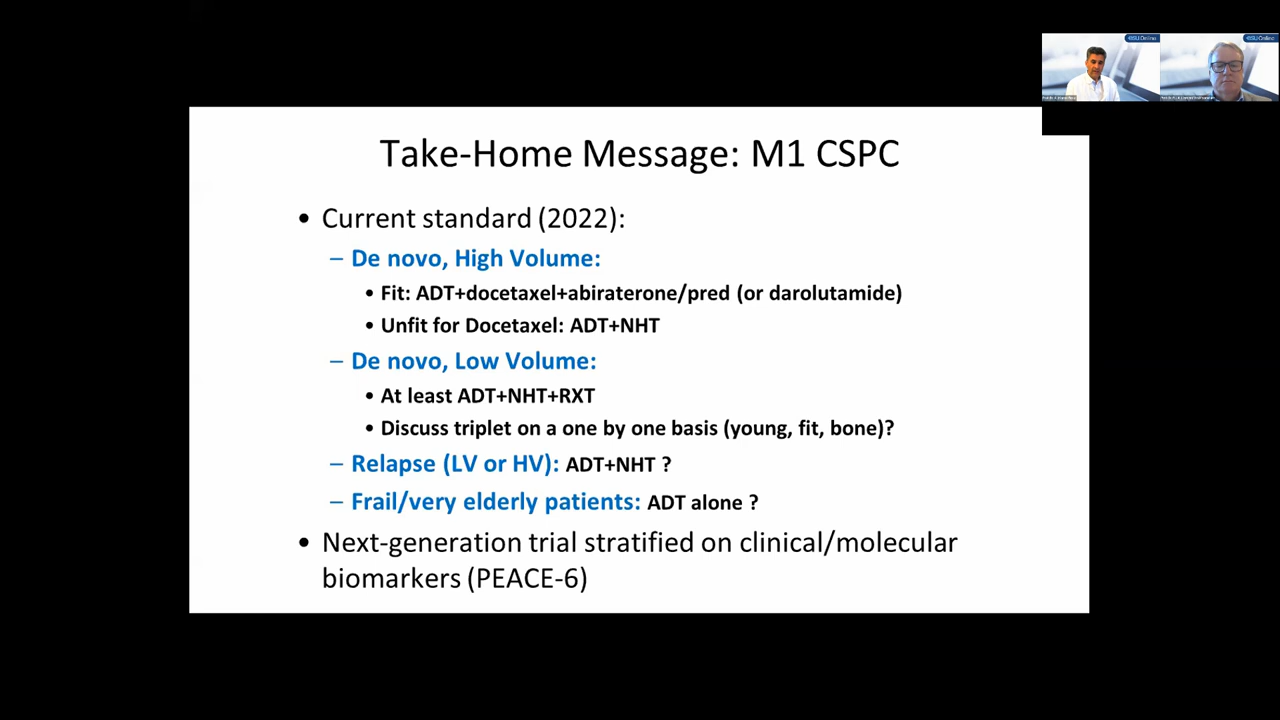 Take-Home Message: M1 CSPC
• Current standard (2022):
– De novo, High Volume:
• Fit: ADT+docetaxel+abiraterone/pred (or darolutamide)
• Unfit for Docetaxel: ADT+NHT
– De novo, Low Volume:
• At least ADT+NHT+RXT
• Discuss triplet on a one by one basis (young, fit, bone)?
– Relapse (LV or HV): ADT+NHT ?
– Frail/very elderly patients: ADT alone ?
• Next-generation trial stratified on clinical/molecular
biomarkers (PEACE-6)